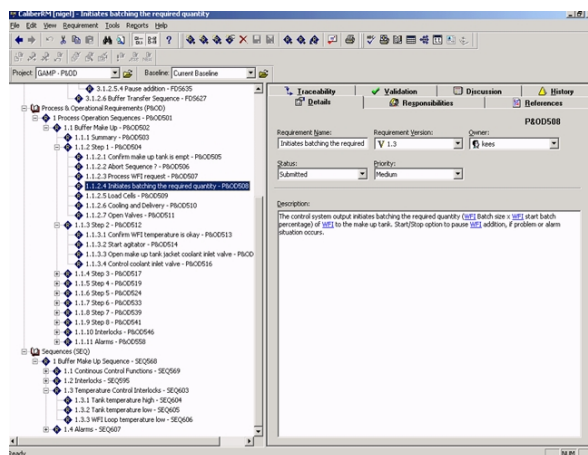 CaliberRM [nigel] - Initiates batching the required quantity
File Edit View Requirement Tools Reports Help
Project: GAMP - P&OD Baseline: Current Baseline
3.1.2.5.4 Pause addition - FDS635
3.1.2.6 Buffer Transfer Sequence - FDS627
Process & Operational Requirements (P&OD)
1 Process Operation Sequences - P&OD501
1.1 Buffer Make Up - P&OD502
1.1.1 Summary - P&OD503
1.1.2 Step 1 - P&OD504
1.1.2.1 Confirm make up tank is empt - P&OD505
1.1.2.2 Abort Sequence ? - P&OD506
1.1.2.3 Process WFI request - P&OD507
1.1.2.4 Initiates batching the required quantity - P&OD508
1.1.2.5 Load Cells - P&OD509
1.1.2.6 Cooling and Delivery - P&OD510
1.1.2.7 Open Valves - P&OD511
1.1.3 Step 2 - P&OD512
1.1.3.1 Confirm WFI temperature is okay - P&OD513
1.1.3.2 Start agitator - P&OD514
1.1.3.3 Open make up tank jacket coolant inlet valve - P&OD
1.1.3.4 Control coolant inlet valve - P&OD516
1.1.4 Step 3 - P&OD517
1.1.5 Step 4 - P&OD519
1.1.6 Step 5 - P&OD524
1.1.7 Step 6 - P&OD533
1.1.8 Step 7 - P&OD539
1.1.9 Step 8 - P&OD541
1.1.10 Interlocks - P&OD546
1.1.11 Alarms - P&OD558
Sequences (SEQ)
1 Buffer Make Up Sequence - SEQ568
1.1 Continous Control Functions - SEQ569
1.2 Interlocks - SEQ595
1.3 Temperature Control Interlocks - SEQ603
1.3.1 Tank temperature high - SEQ604
1.3.2 Tank temperature low - SEQ605
1.3.3 WFI Loop temperature low - SEQ606
1.4 Alarms - SEQ607
Traceability Validation Discussion History
Details Responsibilities References
P&OD508
Requirement Name: Requirement Version: Owner:
Initiates batching the required V 1.3 kees
Status: Priority:
Submitted Medium
Description:
The control system output initiates batching the required quantity (WFI Batch size x WFI start batch
percentage) of WFI to the make up tank. Start/Stop option to pause WFI addition, if problem or alarm
situation occurs.
Ready NUM